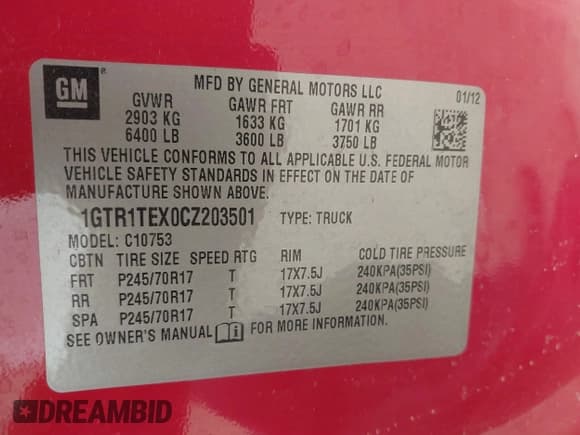 GM
MFD BY GENERAL MOTORS LLC
01/12
GVWR GAWR FRT GAWR RR
2903 KG 1633 KG 1701 KG
6400 LB 3600 LB 3750 LB
THIS VEHICLE CONFORMS TO ALL APPLICABLE U.S. FEDERAL MOTOR
VEHICLE SAFETY STANDARDS IN EFFECT ON THE DATE OF
MANUFACTURE SHOWN ABOVE.
1GTR1TEX0CZ203501 TYPE: TRUCK
MODEL: C10753
CBTN TIRE SIZE SPEED RTG RIM COLD TIRE PRESSURE
FRT P245/70R17 T 17X7.5J 240KPA(35PSI)
RR P245/70R17 T 17X7.5J 240KPA(35PSI)
SPA P245/70R17 T 17X7.5J 240KPA(35PSI)
SEE OWNER'S MANUAL FOR MORE INFORMATION.
DREAMBID